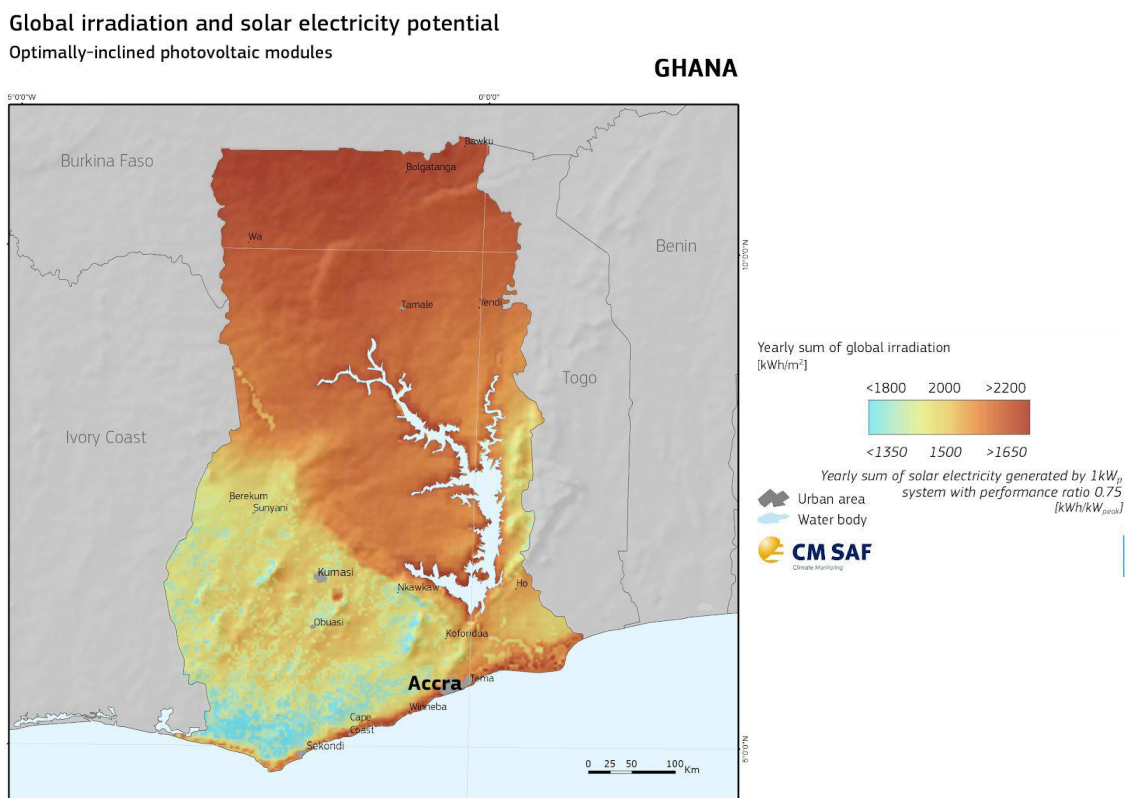 Global irradiation and solar electricity potential
Optimally-inclined photovoltaic modules
GHANA
5°0'0"W
0°0'0"
Bawku
Burkina Faso
Bolgatanga
Wa
Benin
10°0'0"N
Tamale
Yendi
Togo
Ivory Coast
Berekum
Sunyani
Kumasi
Nkawkaw
Ho
Obuasi
Koforidua
Accra
Tema
Winneba
Cape
Coast
Sekondi
5°0'0"N
0 25 50 100 Km
Yearly sum of global irradiation
[kWh/m²]
<1800 2000 >2200
<1350 1500 >1650
Yearly sum of solar electricity generated by 1kWp
system with performance ratio 0.75
[kWh/kWpeak]
Urban area
Water body
CM SAF
Climate Monitoring